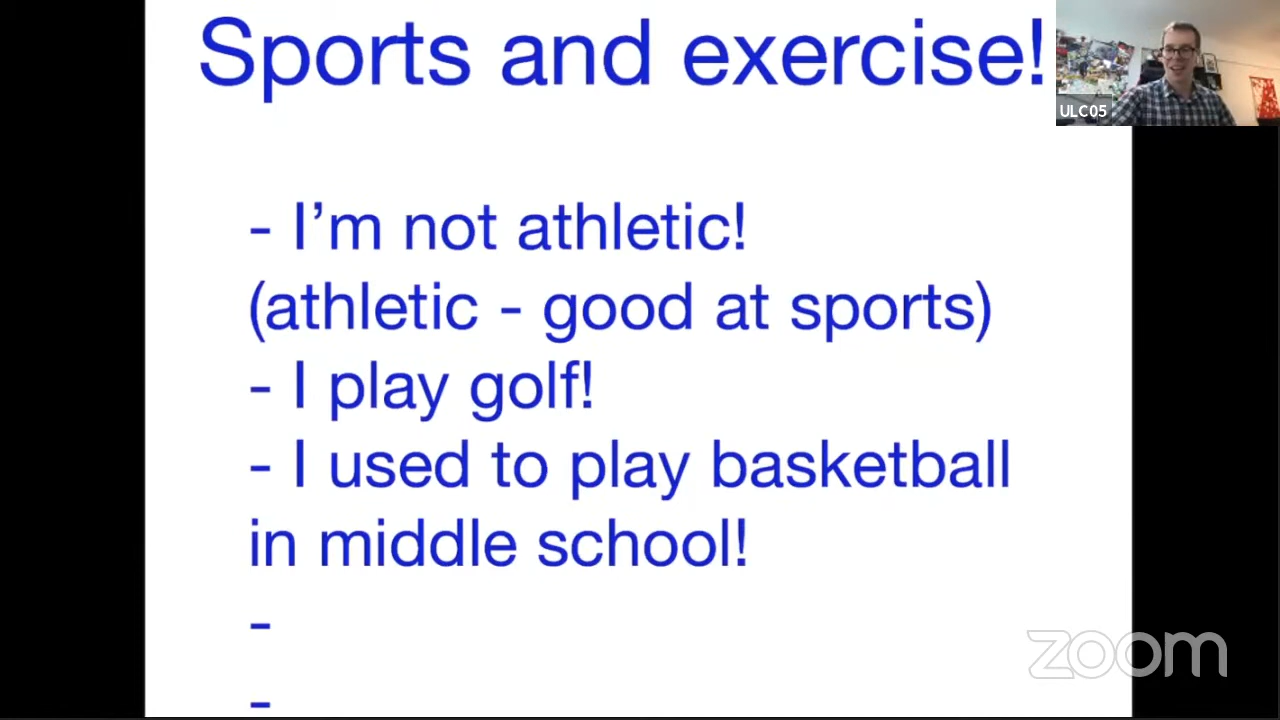 Sports and exercise!
ULC05
- I’m not athletic!
(athletic - good at sports)
- I play golf!
- I used to play basketball
in middle school!
-
-
zoom